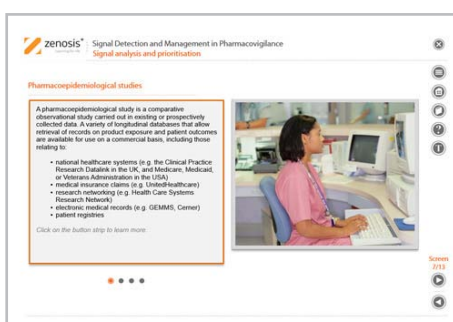 zenosis®
Signal Detection and Management in Pharmacovigilance
Signal analysis and prioritisation
Pharmacoepidemiological studies
A pharmacoepidemiological study is a comparative
observational study carried out in existing or prospectively
collected data. A variety of longitudinal databases that allow
retrieval of records on product exposure and patient outcomes
are available for use on a commercial basis, including those
relating to:
• national healthcare systems (e.g. the Clinical Practice
Research Datalink in the UK, and Medicare, Medicaid,
or Veterans Administration in the USA)
• medical insurance claims (e.g. UnitedHealthcare)
• research networking (e.g. Health Care Systems
Research Network)
• electronic medical records (e.g. GEMMS, Cerner)
• patient registries
Click on the button strip to learn more.
Screen
7/13